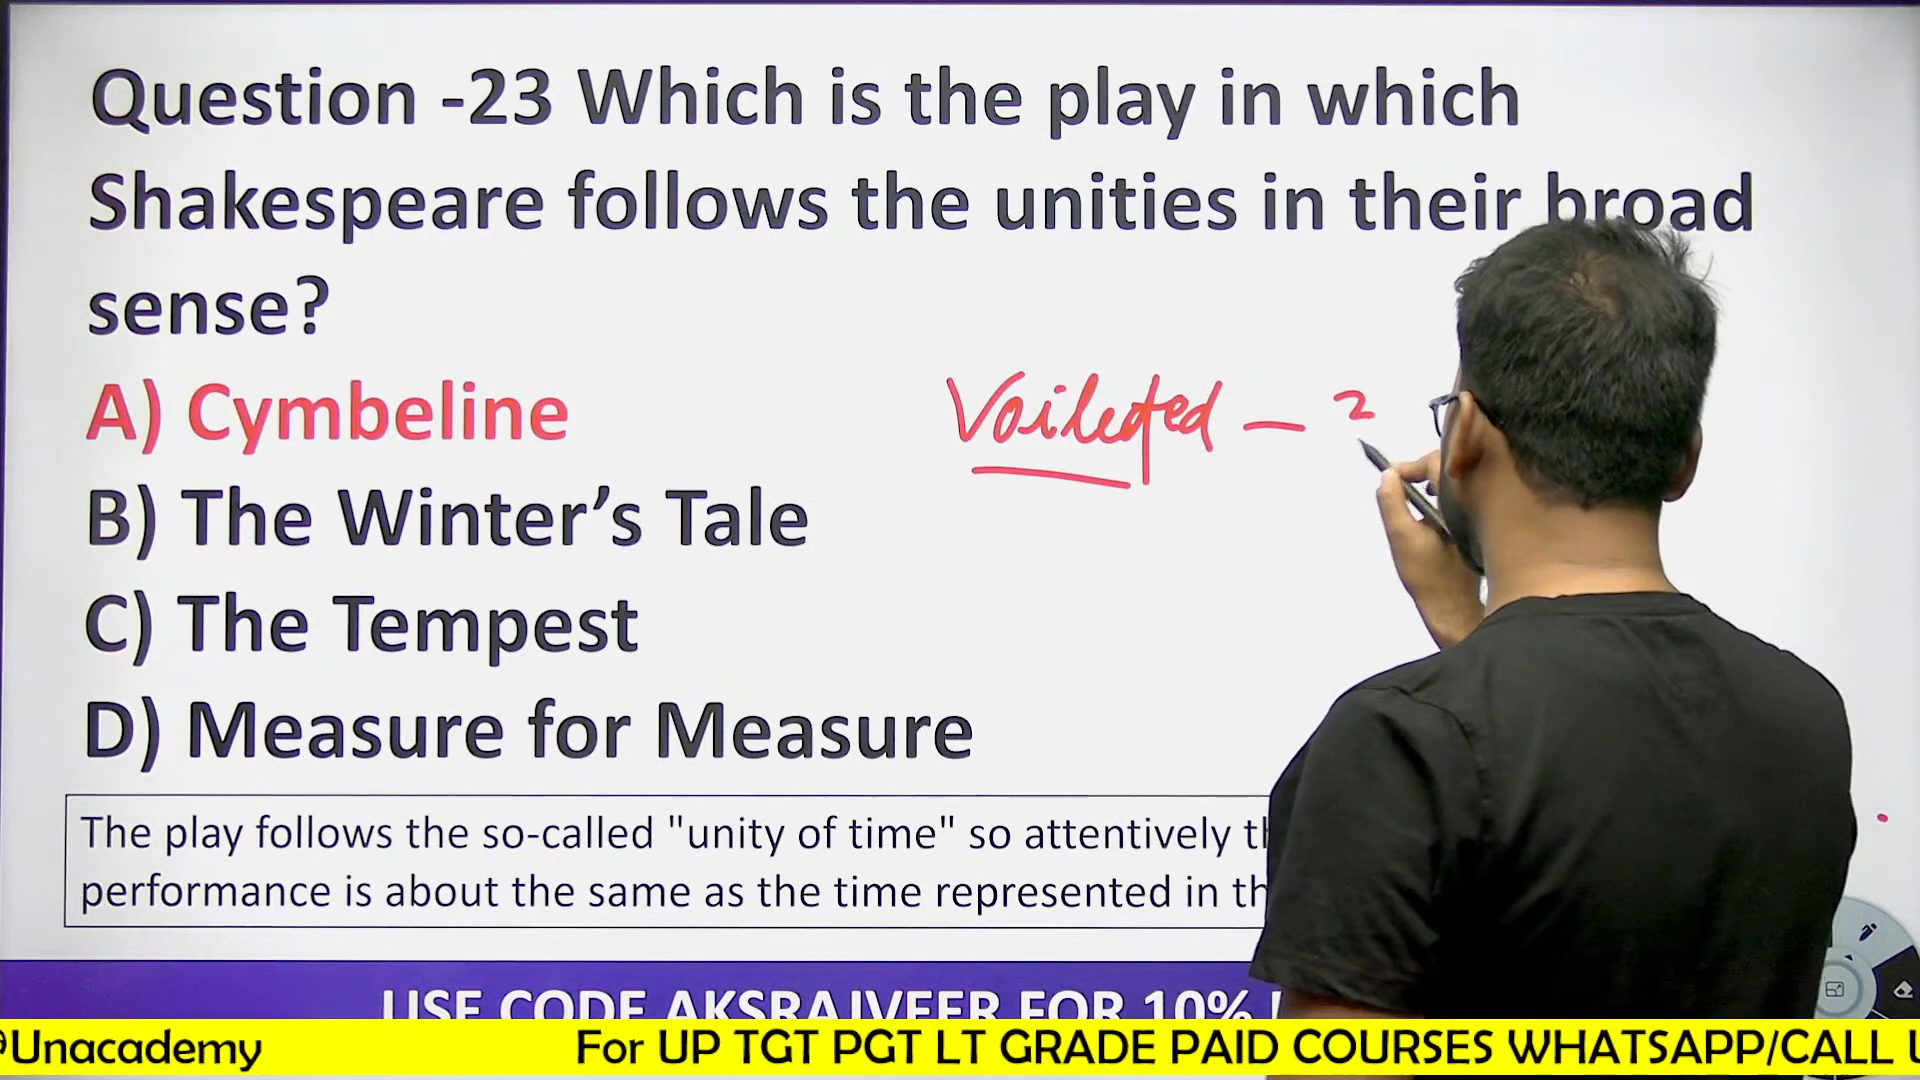 Question -23 Which is the play in which
Shakespeare follows the unities in their broad
sense?
A) Cymbeline
Voileted — 2
B) The Winter’s Tale
C) The Tempest
D) Measure for Measure
The play follows the so-called "unity of time" so attentively
performance is about the same as the time represented in
USE CODE AKSRAJVEER FOR 10%
@Unacademy For UP TGT PGT LT GRADE PAID COURSES WHATSAPP/CALL